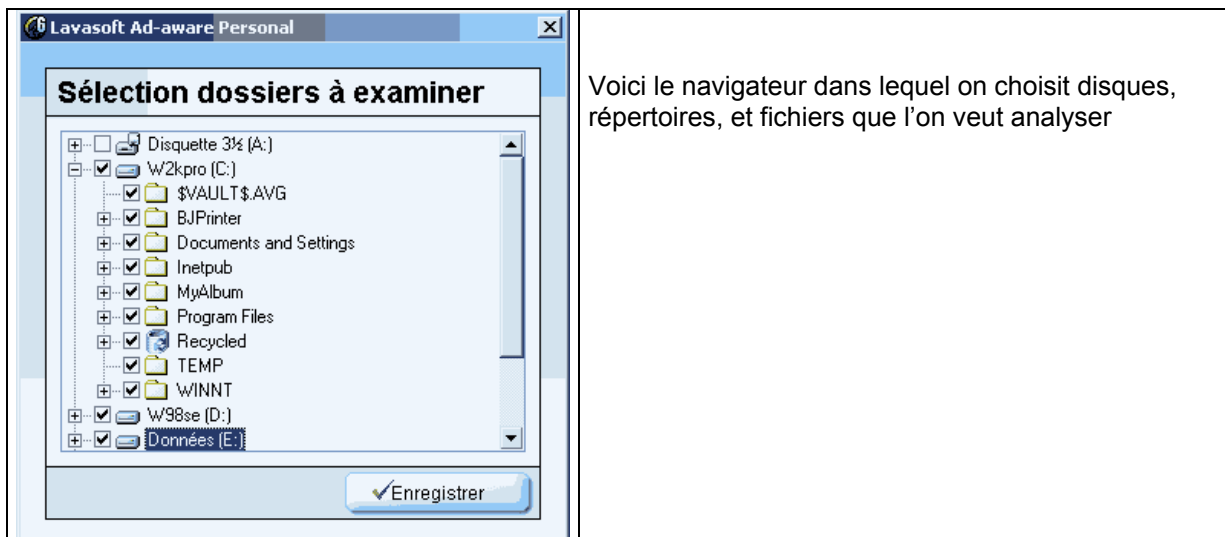 Lavasoft Ad-aware Personal
Sélection dossiers à examiner
Disquette 3½ (A:)
W2kpro (C:)
$VAULT$.AVG
BJPrinter
Documents and Settings
Inetpub
MyAlbum
Program Files
Recycled
TEMP
WINNT
W98se (D:)
Données (E:)
Enregistrer
Voici le navigateur dans lequel on choisit disques,
répertoires, et fichiers que l’on veut analyser